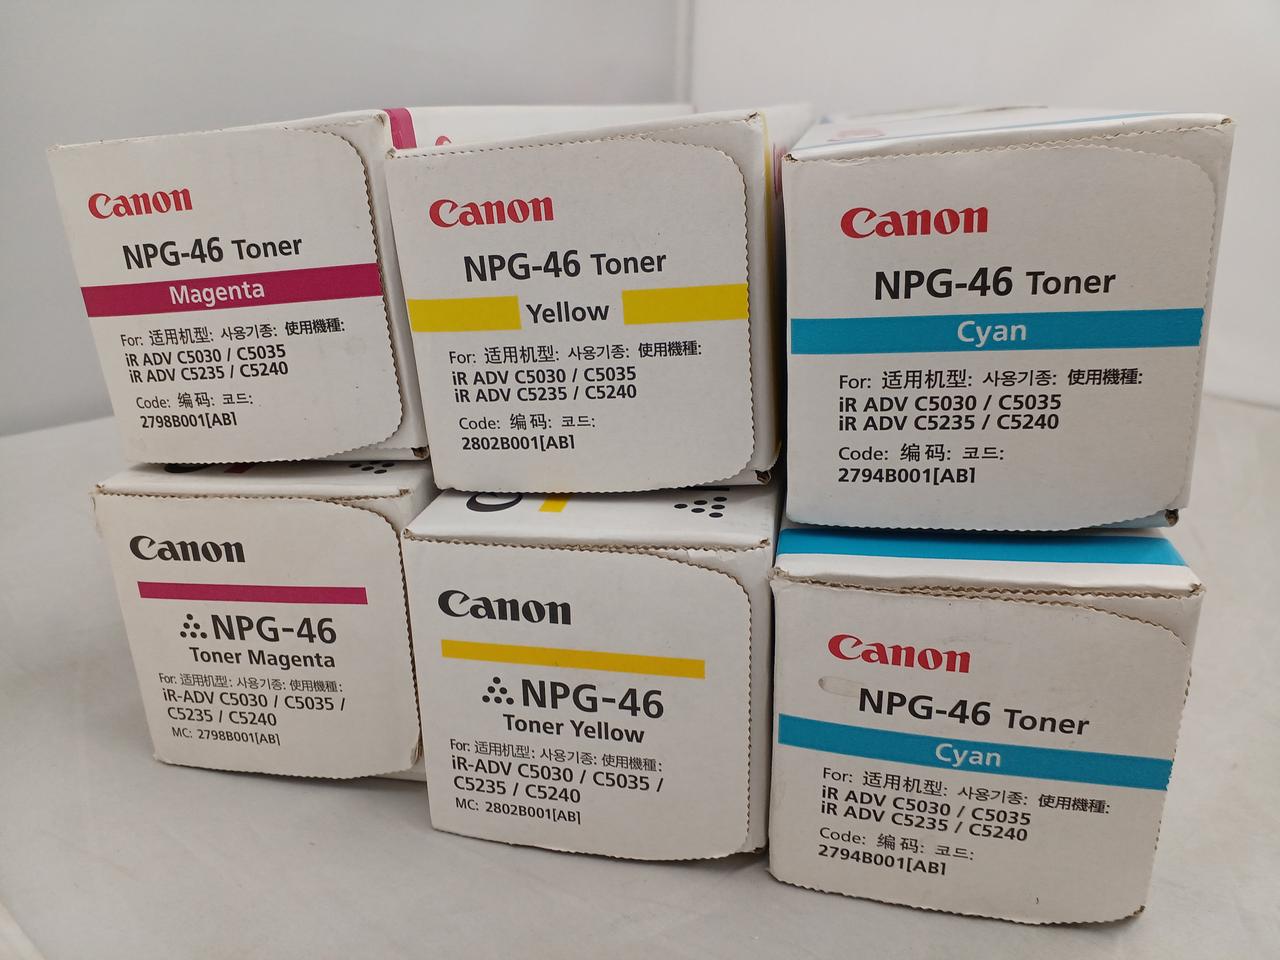 Canon
NPG-46 Toner
Magenta
For: 适用机型: 사용기종: 使用機種:
iR ADV C5030 / C5035
iR ADV C5235 / C5240
Code: 编码: 코드:
2798B001[AB]
Canon
NPG-46 Toner
Yellow
For: 适用机型: 사용기종: 使用機種:
iR ADV C5030 / C5035
iR ADV C5235 / C5240
Code: 编码: 코드:
2802B001[AB]
Canon
NPG-46 Toner
Cyan
For: 适用机型: 사용기종: 使用機種:
iR ADV C5030 / C5035
iR ADV C5235 / C5240
Code: 编码: 코드:
2794B001[AB]
Canon
NPG-46
Toner Magenta
For: 适用机型: 사용기종: 使用機種:
iR-ADV C5030 / C5035 /
C5235 / C5240
MC: 2798B001[AB]
Canon
NPG-46
Toner Yellow
For: 适用机型: 사용기종: 使用機種:
iR-ADV C5030 / C5035 /
C5235 / C5240
MC: 2802B001[AB]
Canon
NPG-46 Toner
Cyan
For: 适用机型: 사용기종: 使用機種:
iR ADV C5030 / C5035
iR ADV C5235 / C5240
Code: 编码: 코드:
2794B001[AB]